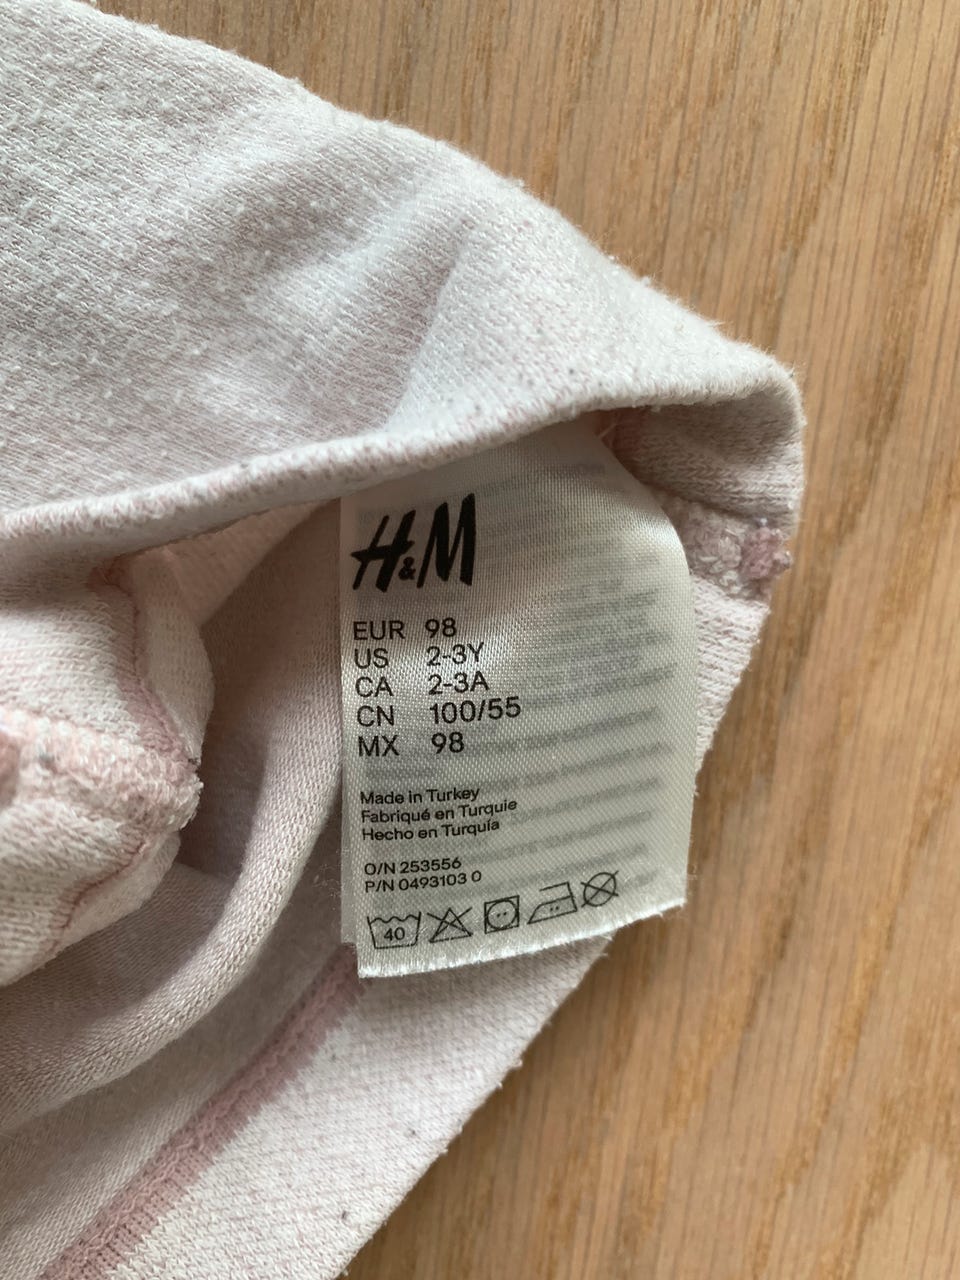 H&M
EUR 98
US 2-3Y
CA 2-3A
CN 100/55
MX 98
Made in Turkey
Fabriqué en Turquie
Hecho en Turquía
O/N 253556
P/N 0493103 0
40